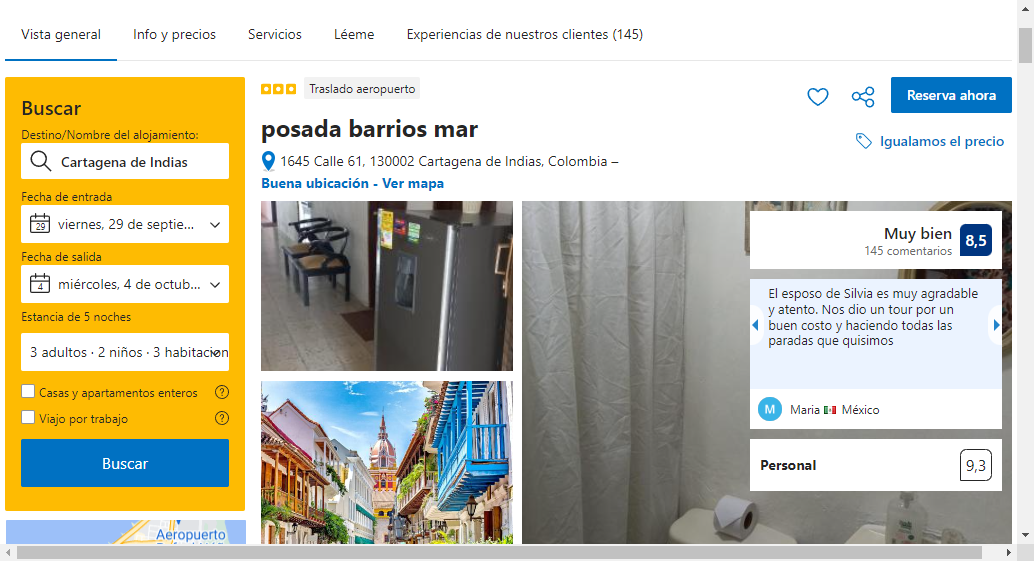 Vista general
Info y precios
Servicios
Léeme
Experiencias de nuestros clientes (145)
Buscar
Destino/Nombre del alojamiento:
Cartagena de Indias
Fecha de entrada
29
viernes, 29 de septie...
Fecha de salida
4
miércoles, 4 de octub...
Estancia de 5 noches
3 adultos · 2 niños · 3 habitacion
Casas y apartamentos enteros
?
Viajo por trabajo
?
Buscar
Aeropuerto
Traslado aeropuerto
Reserva ahora
posada barrios mar
Igualamos el precio
1645 Calle 61, 130002 Cartagena de Indias, Colombia –
Buena ubicación - Ver mapa
Muy bien
145 comentarios
8,5
El esposo de Silvia es muy agradable
y atento. Nos dio un tour por un
buen costo y haciendo todas las
paradas que quisimos
M
Maria
México
Personal
9,3